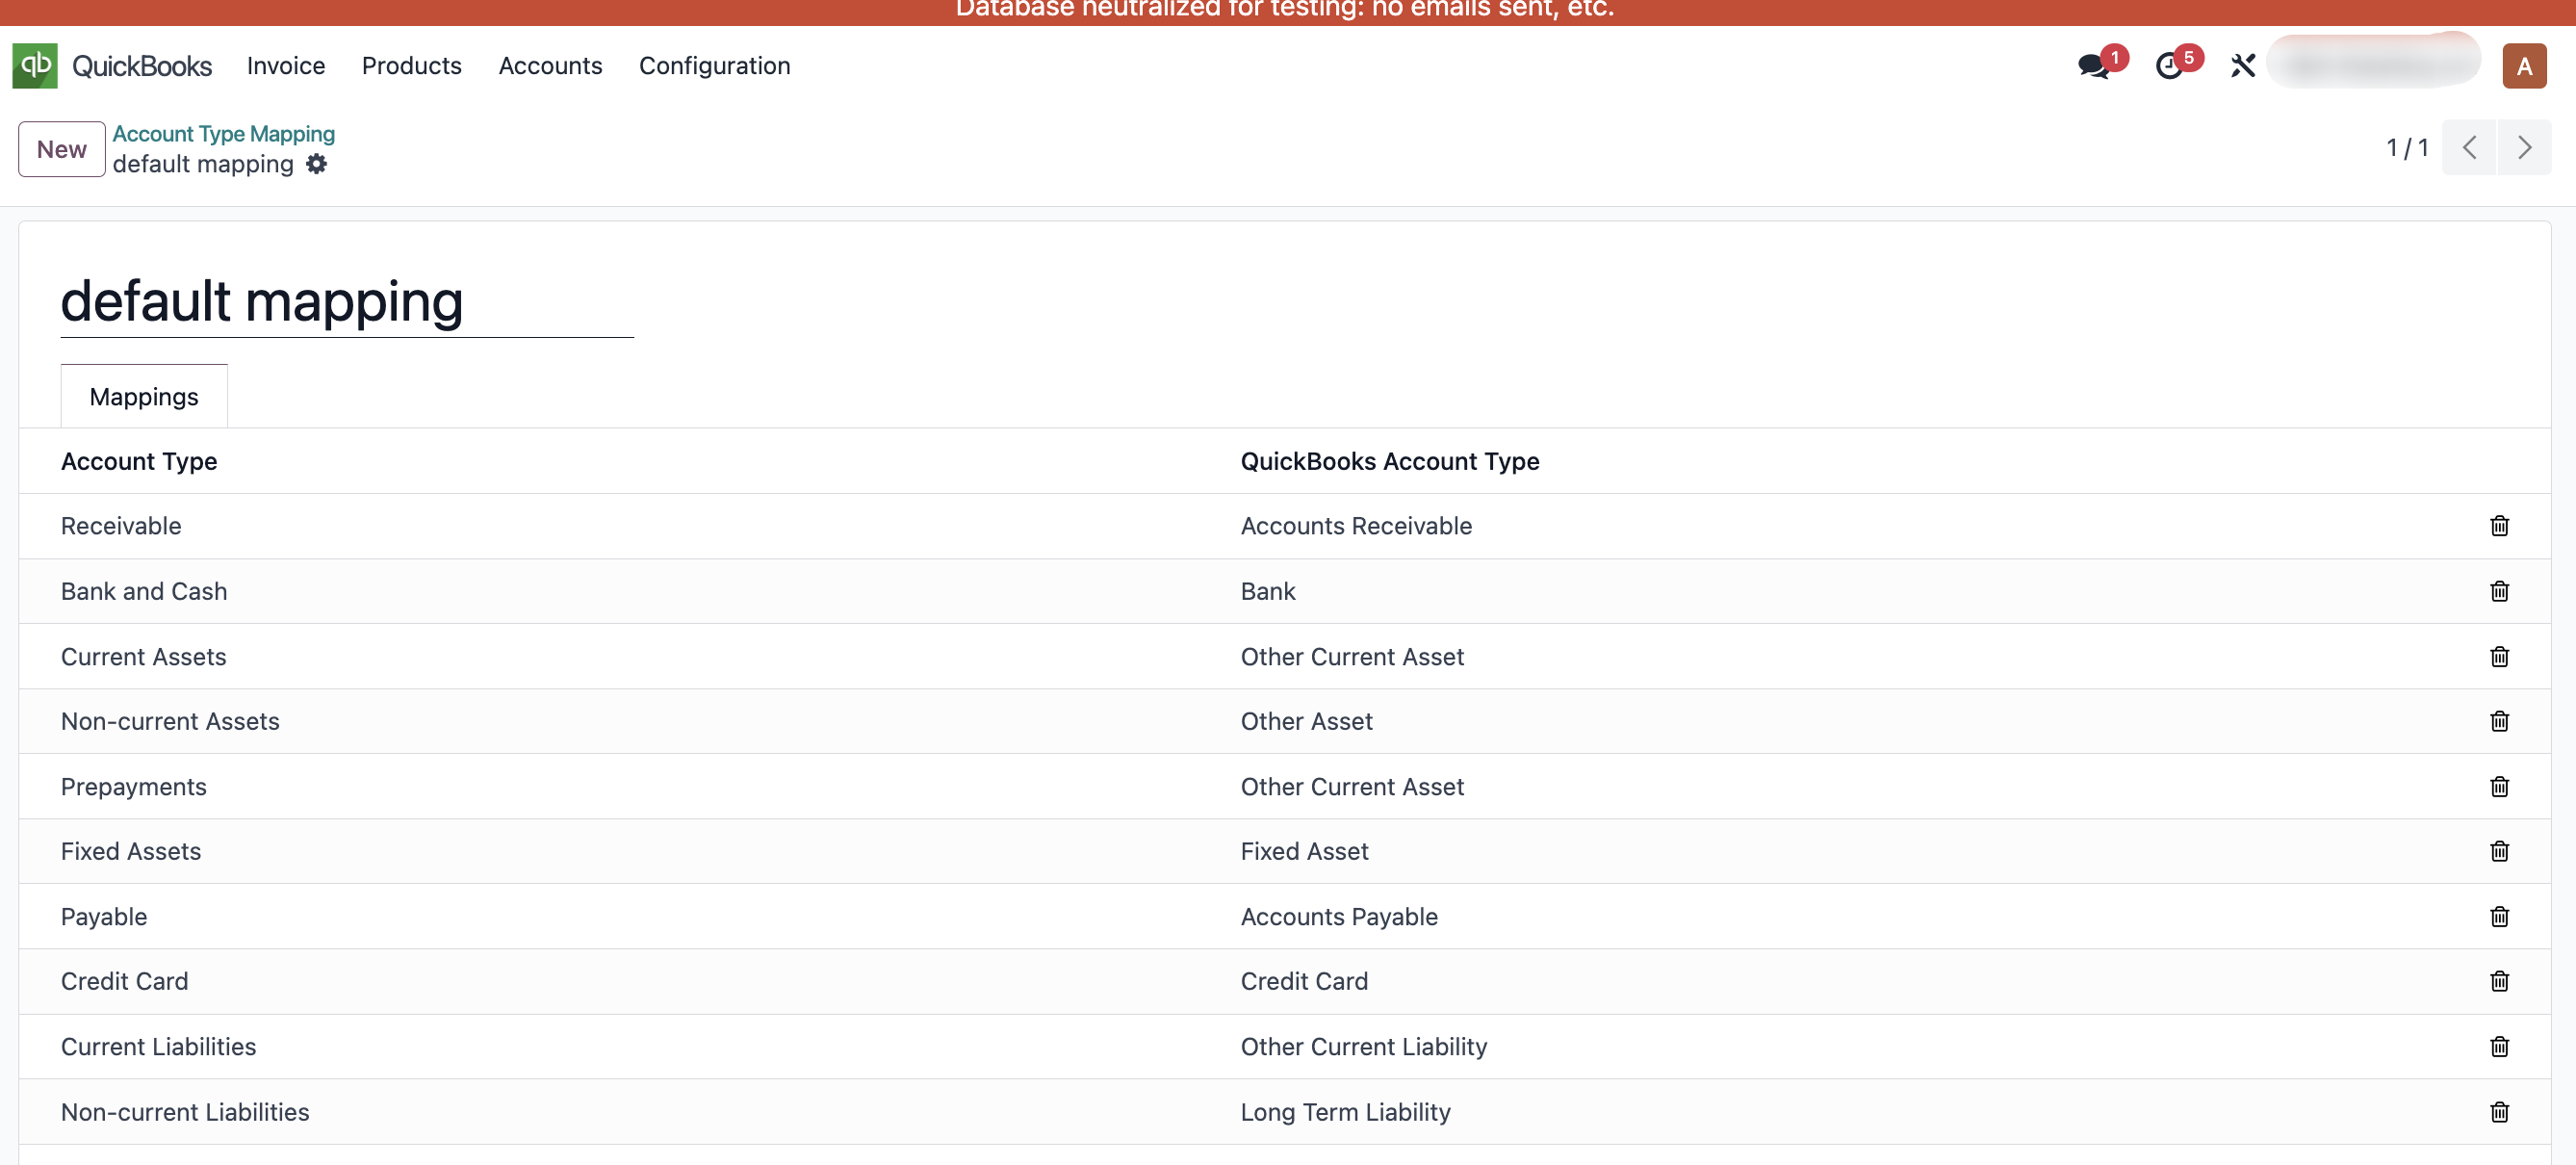 Database neutralized for testing: no emails sent, etc.
qb QuickBooks Invoice Products Accounts Configuration 1 5 A
New Account Type Mapping 1 / 1
default mapping
default mapping
Mappings
Account Type QuickBooks Account Type
Receivable Accounts Receivable
Bank and Cash Bank
Current Assets Other Current Asset
Non-current Assets Other Asset
Prepayments Other Current Asset
Fixed Assets Fixed Asset
Payable Accounts Payable
Credit Card Credit Card
Current Liabilities Other Current Liability
Non-current Liabilities Long Term Liability